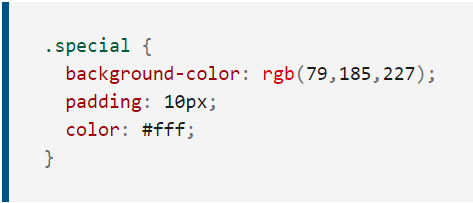 .special {
  background-color: rgb(79,185,227);
  padding: 10px;
  color: #fff;
}